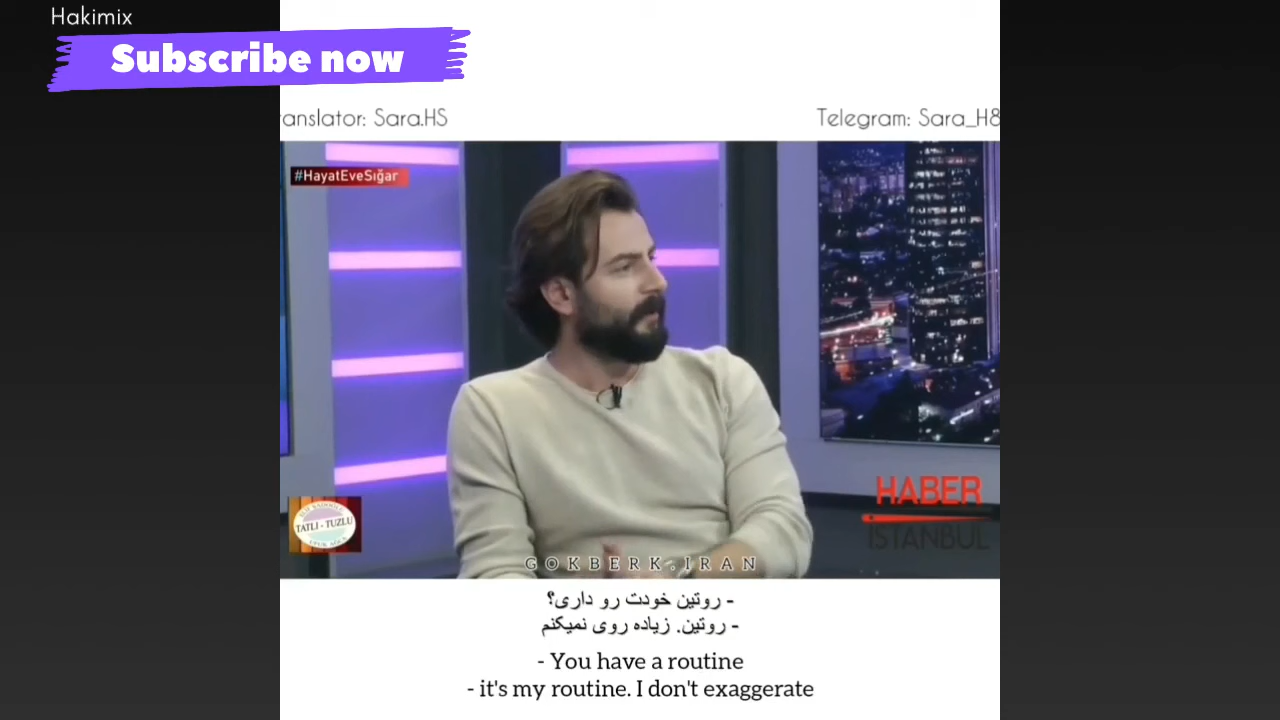 Hakimix
Subscribe now
anslator: Sara.HS
Telegram: Sara_H8
#HayatEveSığar
HABER
ISTANBUL
TATLI - TUZLU
GOKBERK.IRAN
- روتین خودت رو داری؟
- روتین. زیاده روی نمیکنم
- You have a routine
- it's my routine. I don't exaggerate